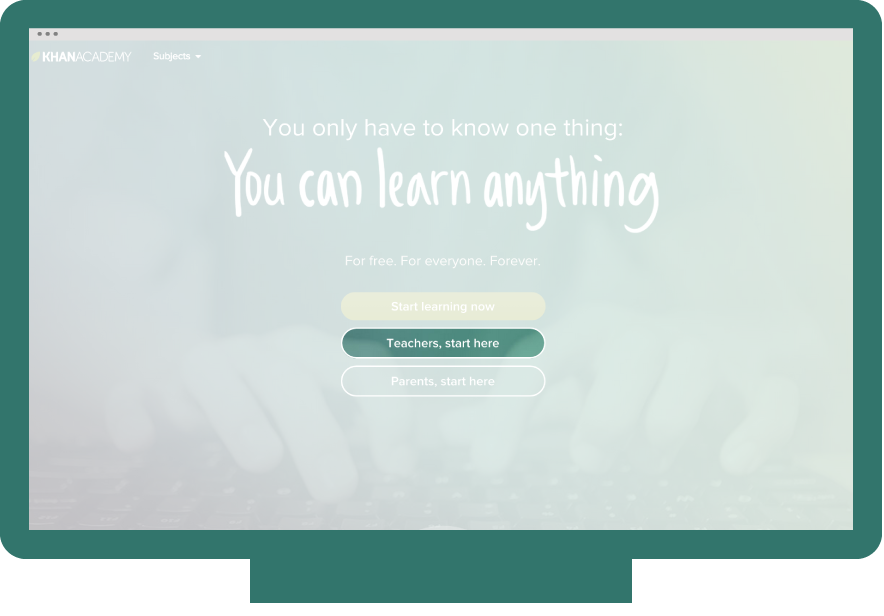 KHANACADEMY Subjects
You only have to know one thing:
You can learn anything
For free. For everyone. Forever.
Start learning now
Teachers, start here
Parents, start here